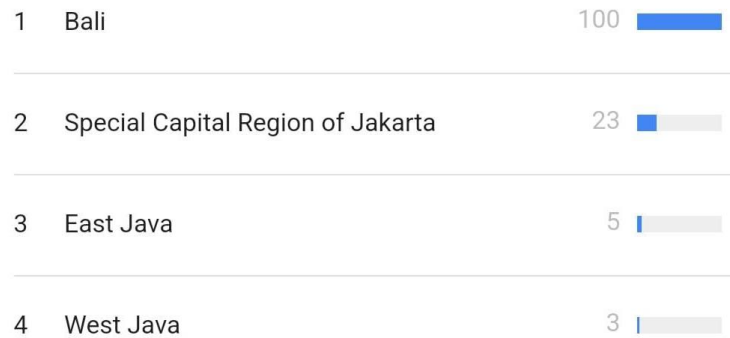 1 Bali 100
2 Special Capital Region of Jakarta 23
3 East Java 5
4 West Java 3